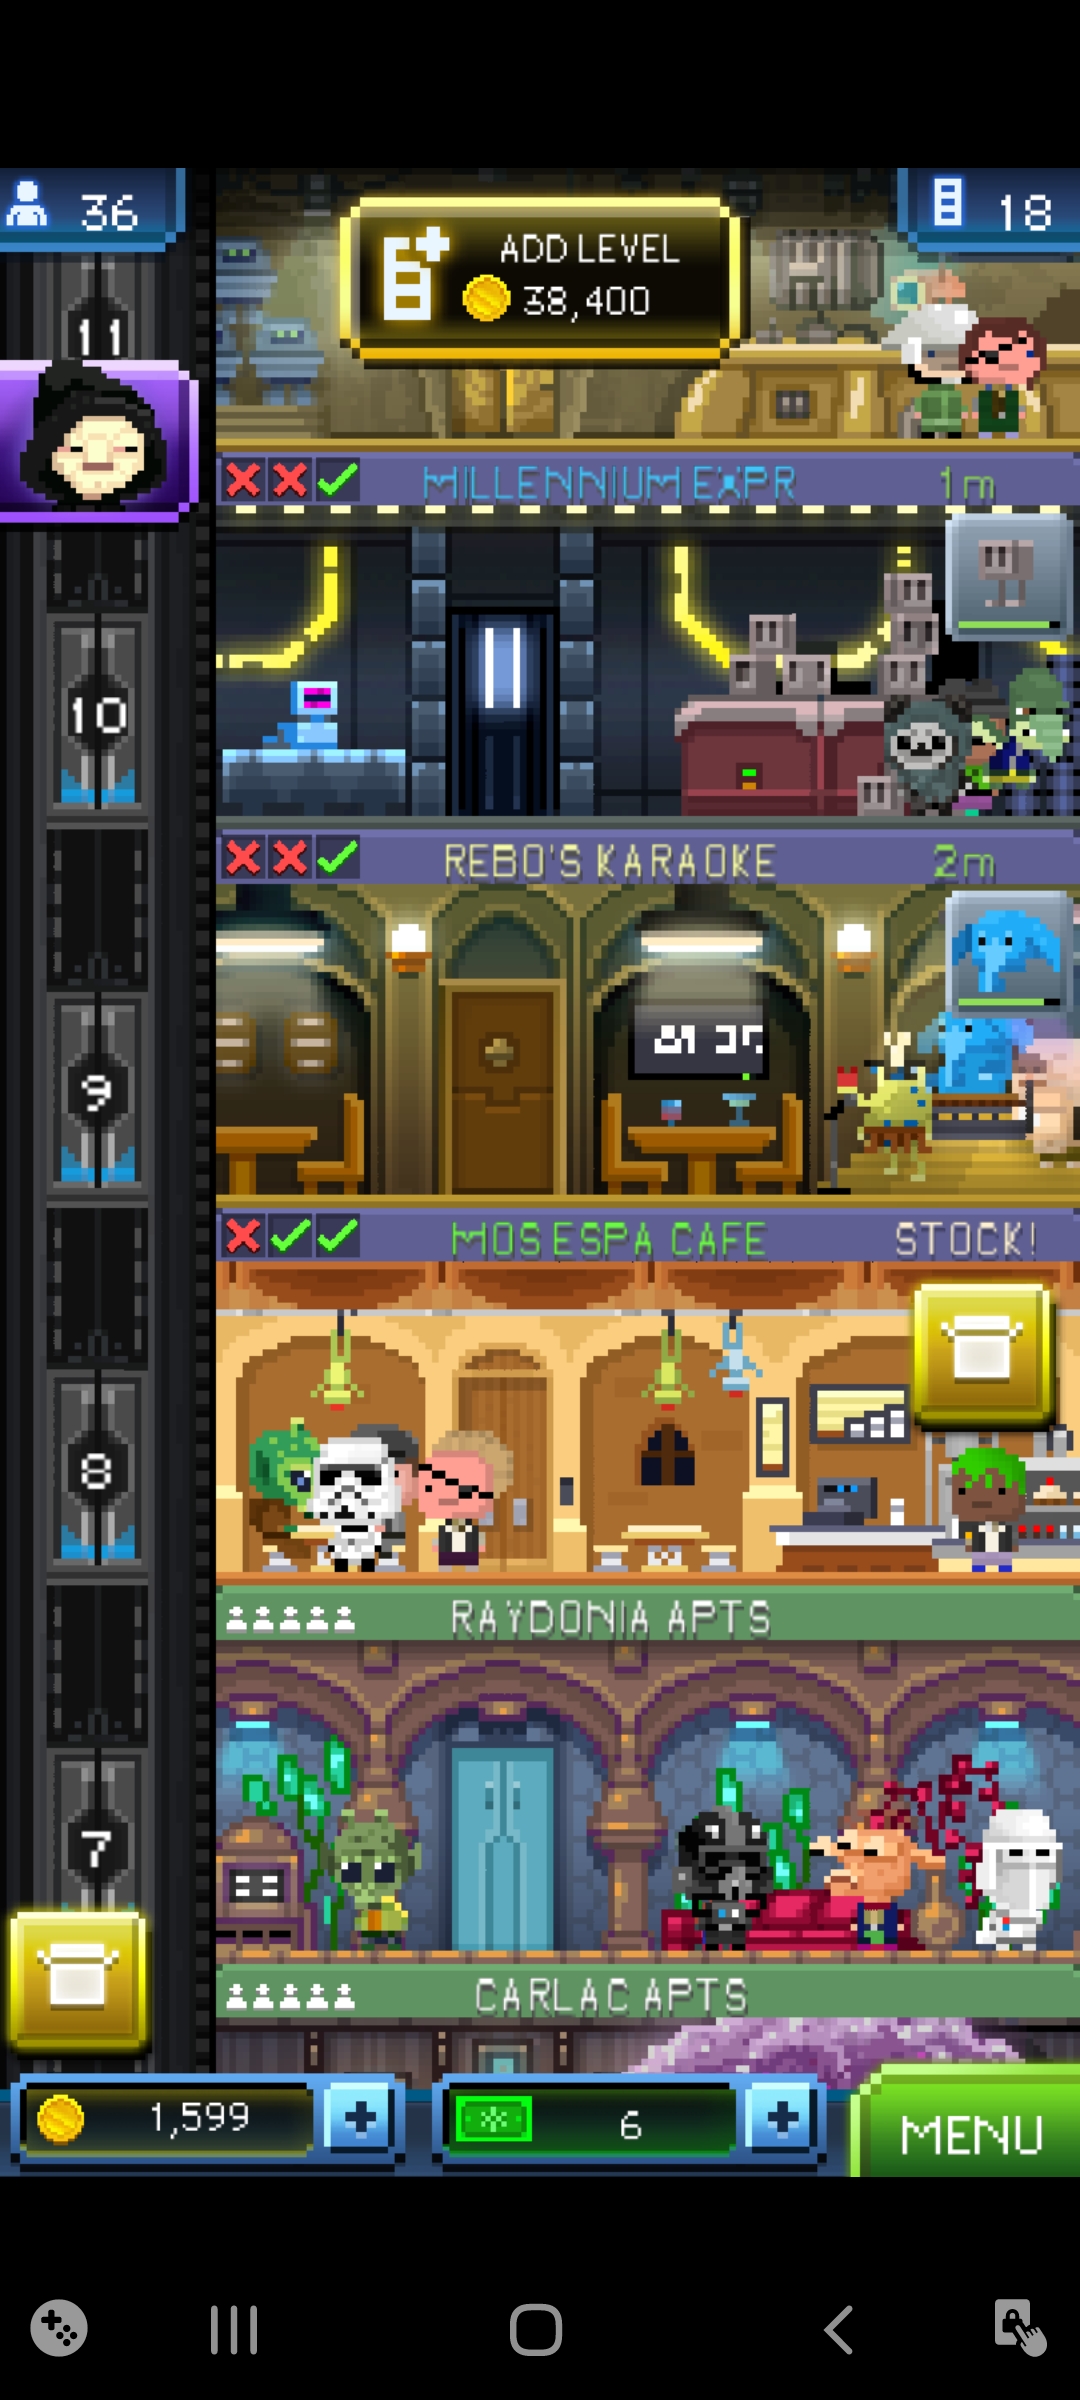 36
18
ADD LEVEL
38,400
11
MILLENNIUM EXPR
1m
10
REBO'S KARAOKE
2m
9
MOS ESPA CAFE
STOCK!
8
RAYDONIA APTS
7
CARLAC APTS
1,599
6
MENU